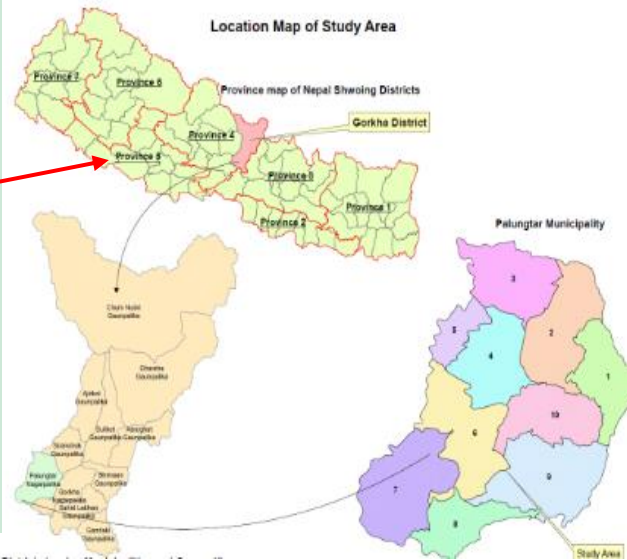 Location Map of Study Area
Province map of Nepal Shwoing Districts
Province 7
Province 6
Gorkha District
Province 4
Province 5
Province 3
Province 1
Province 2
Palungtar Municipality
Chum Nubri
Gaunpalika
3
5
2
4
1
Dharche
Gaunpalika
Ajirkot
Gaunpalika
10
Sulikot
Gaunpalika
Gaunpalika
6
Gaunpalika
Palungtar
Nagarpalika
Gaunpalika
7
9
Gorkha
Nagarpalika
Sahid Lakhan
Gaunpalika
8
Gandaki
Gaunpalika
Study Area